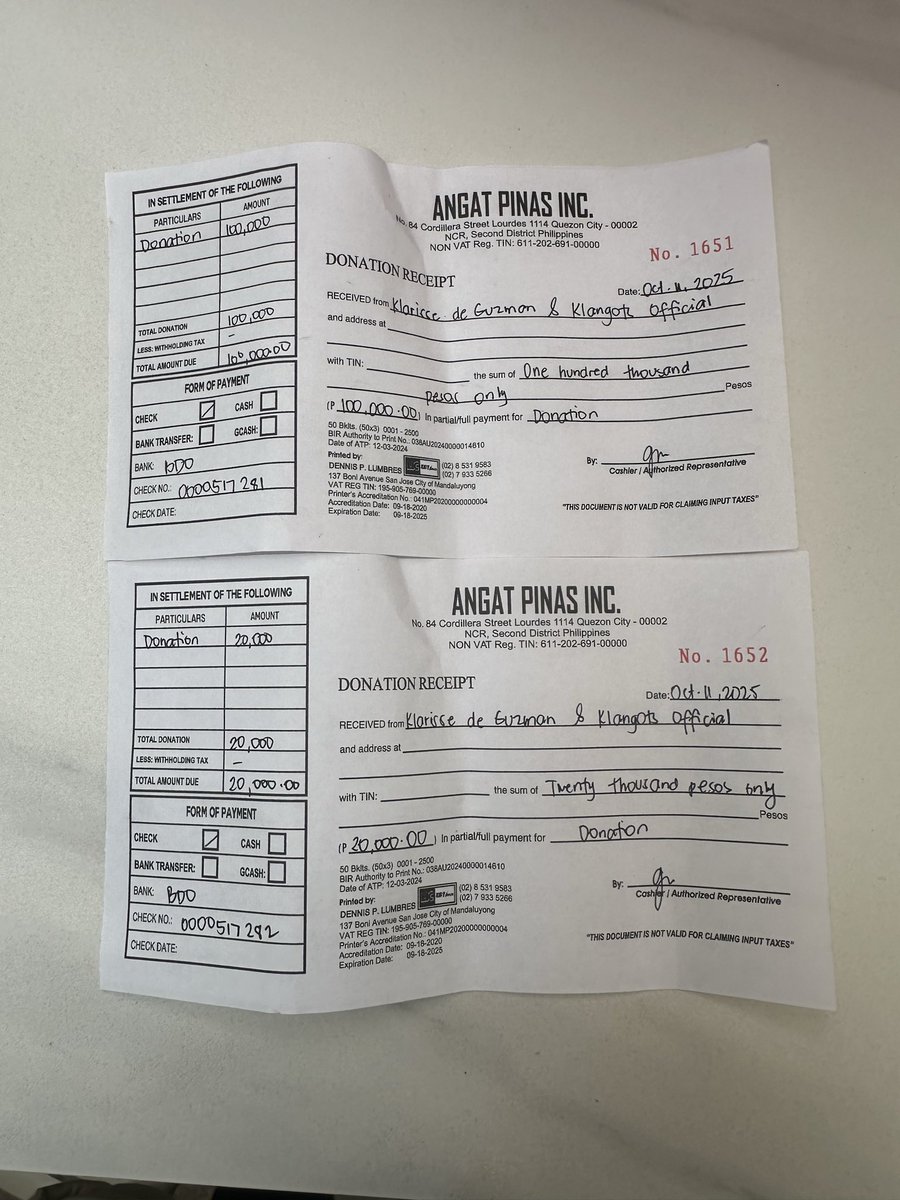 IN SETTLEMENT OF THE FOLLOWING
PARTICULARS AMOUNT
Donation 100,000
TOTAL DONATION 100,000
LESS: WITHHOLDING TAX –
TOTAL AMOUNT DUE 100,000.00
FORM OF PAYMENT
CHECK CASH
BANK TRANSFER: GCASH:
BANK: BDO
CHECK NO.: 0000517281
CHECK DATE:
ANGAT PINAS INC.
No. 84 Cordillera Street Lourdes 1114 Quezon City - 00002
NCR, Second District Philippines
NON VAT Reg. TIN: 611-202-691-00000
No. 1651
DONATION RECEIPT
Date: Oct. 11, 2025
RECEIVED from Klarisse de Guzman & Klangots Official
and address at
with TIN: the sum of One hundred thousand
pesos only Pesos
(P 100,000.00) In partial/full payment for Donation
50 Bklts. (50x3) 0001 - 2500
BIR Authority to Print No.: 038AU20240000014610
Date of ATP: 12-03-2024
Printed by:
DENNIS P. LUMBRES (02) 8 531 9583
(02) 7 933 5266
137 Boni Avenue San Jose City of Mandaluyong
VAT REG TIN: 195-905-769-00000
Printer's Accreditation No.: 041MP20200000000004
Accreditation Date: 09-18-2020
Expiration Date: 09-18-2025
By:
Cashier / Authorized Representative
"THIS DOCUMENT IS NOT VALID FOR CLAIMING INPUT TAXES"
IN SETTLEMENT OF THE FOLLOWING
PARTICULARS AMOUNT
Donation 20,000
TOTAL DONATION 20,000
LESS: WITHHOLDING TAX –
TOTAL AMOUNT DUE 20,000.00
FORM OF PAYMENT
CHECK CASH
BANK TRANSFER: GCASH:
BANK: BDO
CHECK NO.: 0000517282
CHECK DATE:
ANGAT PINAS INC.
No. 84 Cordillera Street Lourdes 1114 Quezon City - 00002
NCR, Second District Philippines
NON VAT Reg. TIN: 611-202-691-00000
No. 1652
DONATION RECEIPT
Date: Oct. 11, 2025
RECEIVED from Klarisse de Guzman & Klangots Official
and address at
with TIN: the sum of Twenty thousand pesos only
Pesos
(P 20,000.00) In partial/full payment for Donation
50 Bklts. (50x3) 0001 - 2500
BIR Authority to Print No.: 038AU20240000014610
Date of ATP: 12-03-2024
Printed by:
DENNIS P. LUMBRES (02) 8 531 9583
(02) 7 933 5266
137 Boni Avenue San Jose City of Mandaluyong
VAT REG TIN: 195-905-769-00000
Printer's Accreditation No.: 041MP20200000000004
Accreditation Date: 09-18-2020
Expiration Date: 09-18-2025
By:
Cashier / Authorized Representative
"THIS DOCUMENT IS NOT VALID FOR CLAIMING INPUT TAXES"